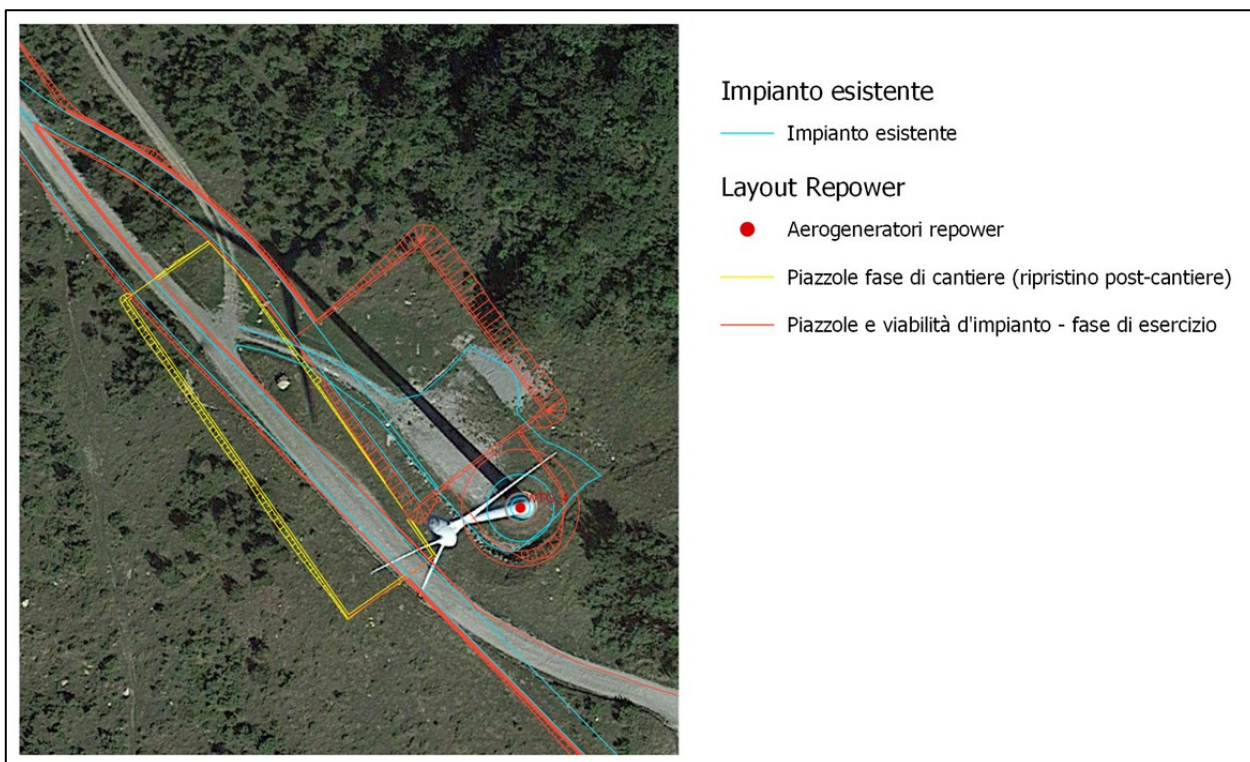 Impianto esistente
Impianto esistente
Layout Repower
Aerogeneratori repower
Piazzole fase di cantiere (ripristino post-cantiere)
Piazzole e viabilità d'impianto - fase di esercizio